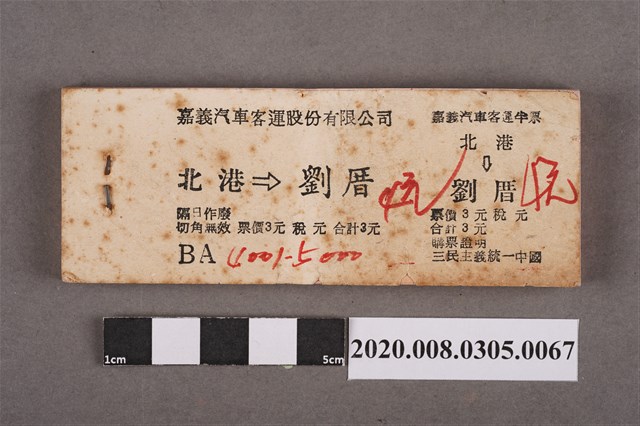 嘉義汽車客運股份有限公司
北港⇨劉厝
隔日作廢
切角無效 票價3元 稅 元 合計3元
BA 4001-5000
嘉義汽車客運半票
北港
⇩
劉厝
票價 3 元 稅 元
合計 3 元
購票證明
三民主義統一中國
1cm
5cm
2020.008.0305.0067